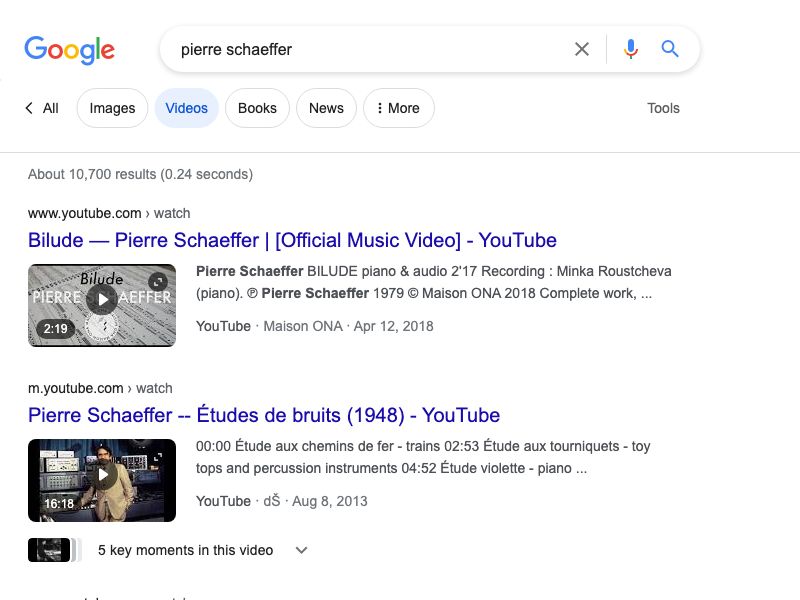 Google
pierre schaeffer
All Images Videos Books News More Tools
About 10,700 results (0.24 seconds)
www.youtube.com › watch
Bilude — Pierre Schaeffer | [Official Music Video] - YouTube
Bilude
PIERRE SCHAEFFER
2:19
Pierre Schaeffer BILUDE piano & audio 2'17 Recording : Minka Roustcheva
(piano). ℗ Pierre Schaeffer 1979 © Maison ONA 2018 Complete work, ...
YouTube · Maison ONA · Apr 12, 2018
m.youtube.com › watch
Pierre Schaeffer -- Études de bruits (1948) - YouTube
16:18
00:00 Étude aux chemins de fer - trains 02:53 Étude aux tourniquets - toy
tops and percussion instruments 04:52 Étude violette - piano ...
YouTube · dŠ · Aug 8, 2013
5 key moments in this video